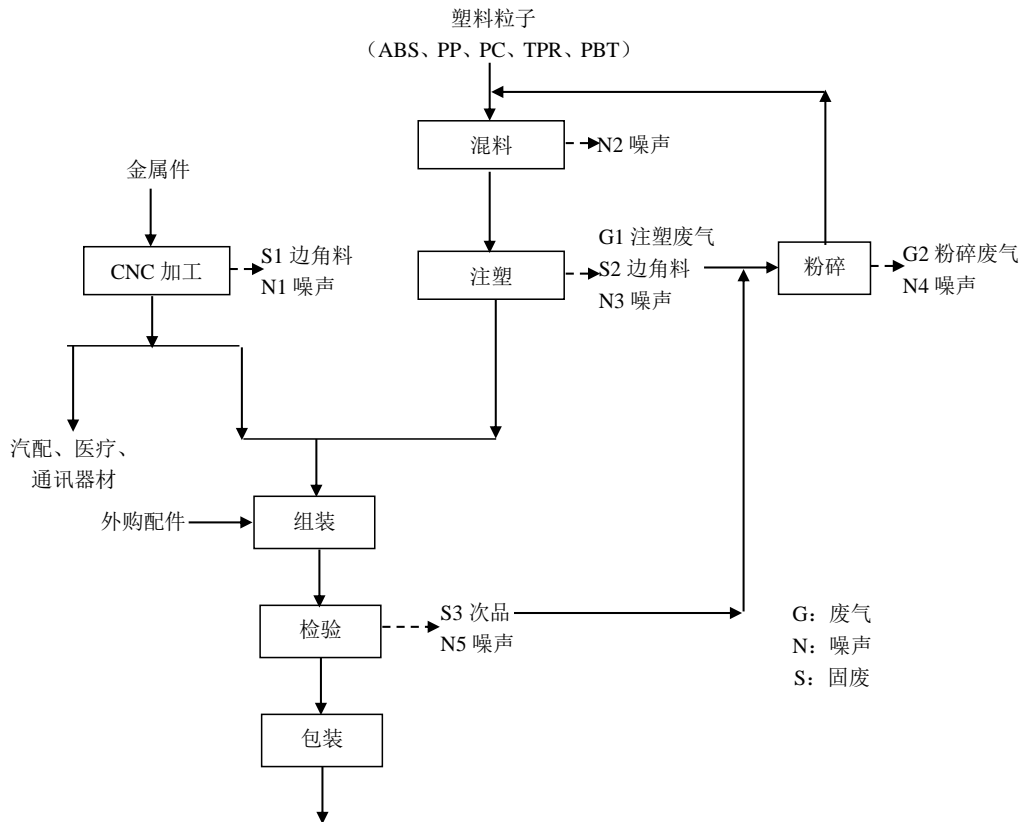 塑料粒子
（ABS、PP、PC、TPR、PBT）
混料
N2 噪声
金属件
CNC 加工
S1 边角料
N1 噪声
注塑
G1 注塑废气
S2 边角料
N3 噪声
粉碎
G2 粉碎废气
N4 噪声
汽配、医疗、
通讯器材
外购配件
组装
检验
S3 次品
N5 噪声
G：废气
N：噪声
S：固废
包装